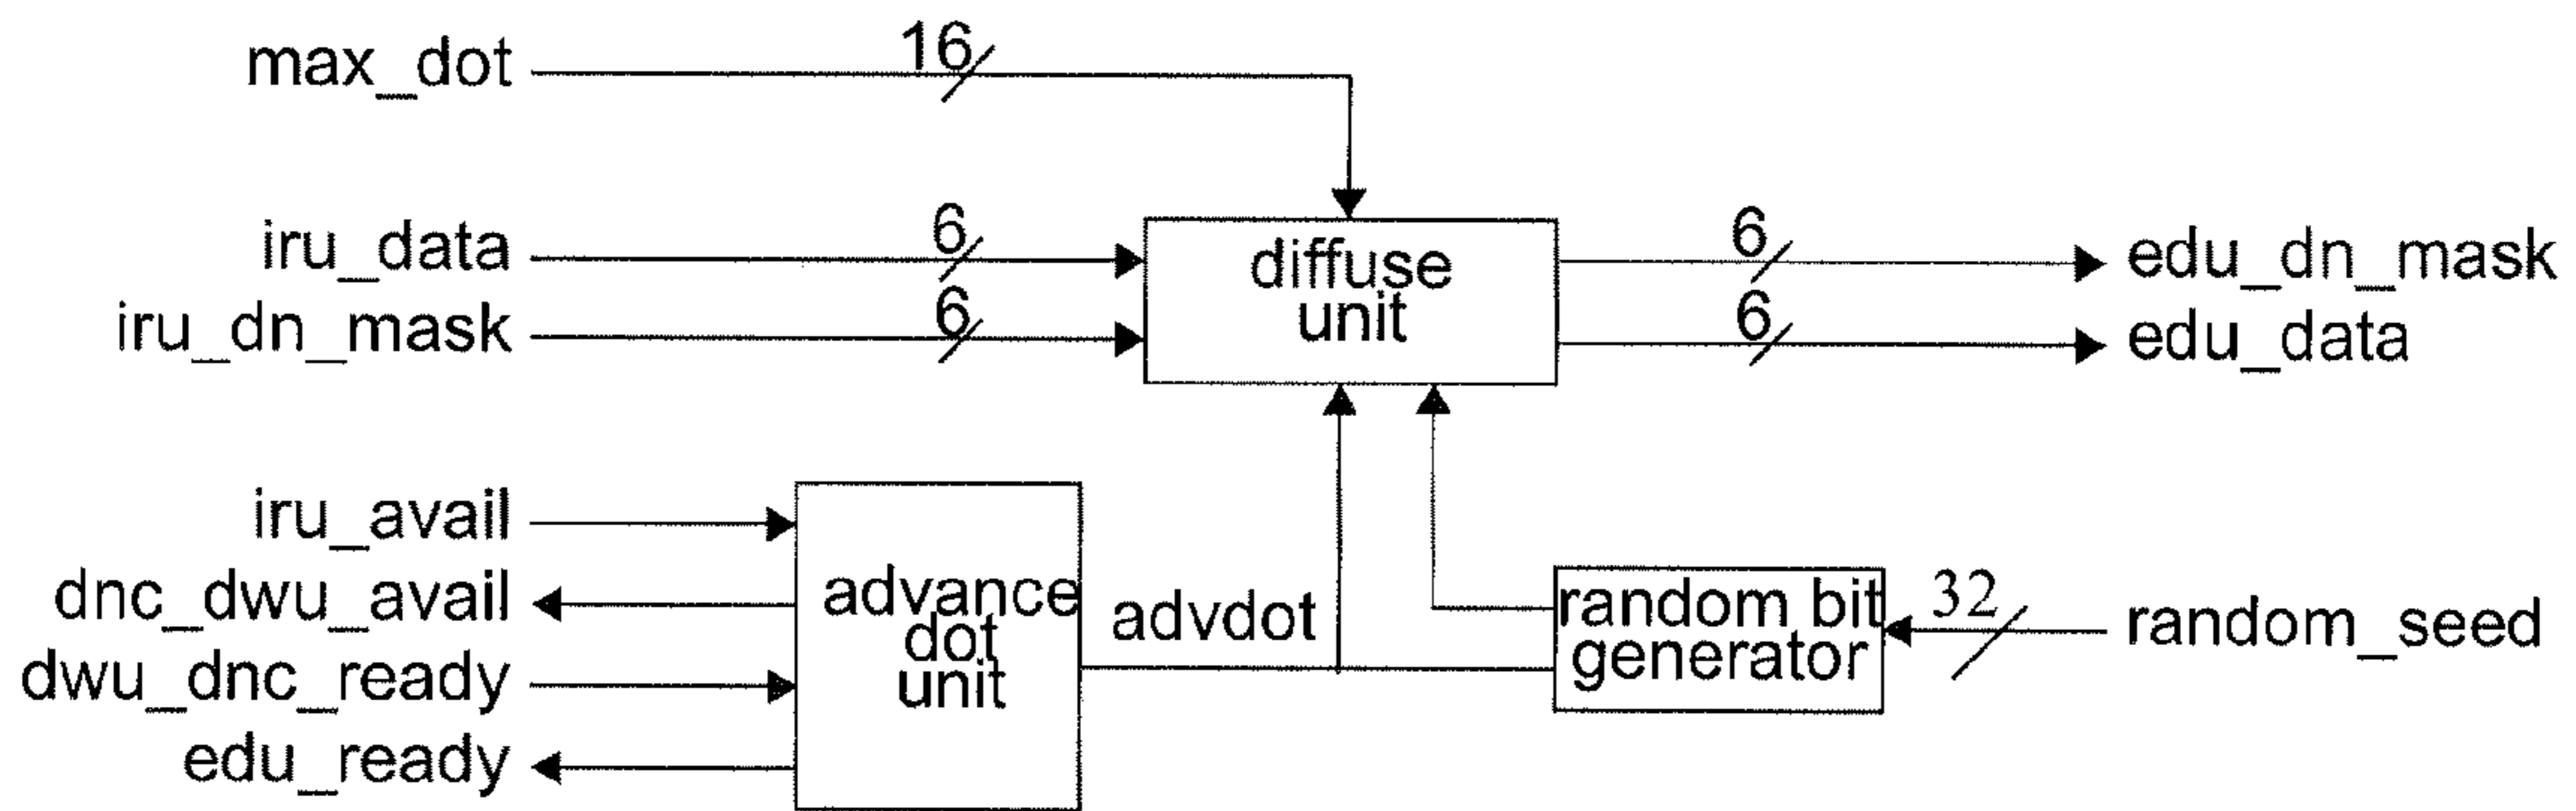 max_dot
16
iru_data
6
iru_dn_mask
6
diffuse
unit
6
edu_dn_mask
6
edu_data
iru_avail
dnc_dwu_avail
dwu_dnc_ready
edu_ready
advance
dot
unit
advdot
random bit
generator
32
random_seed